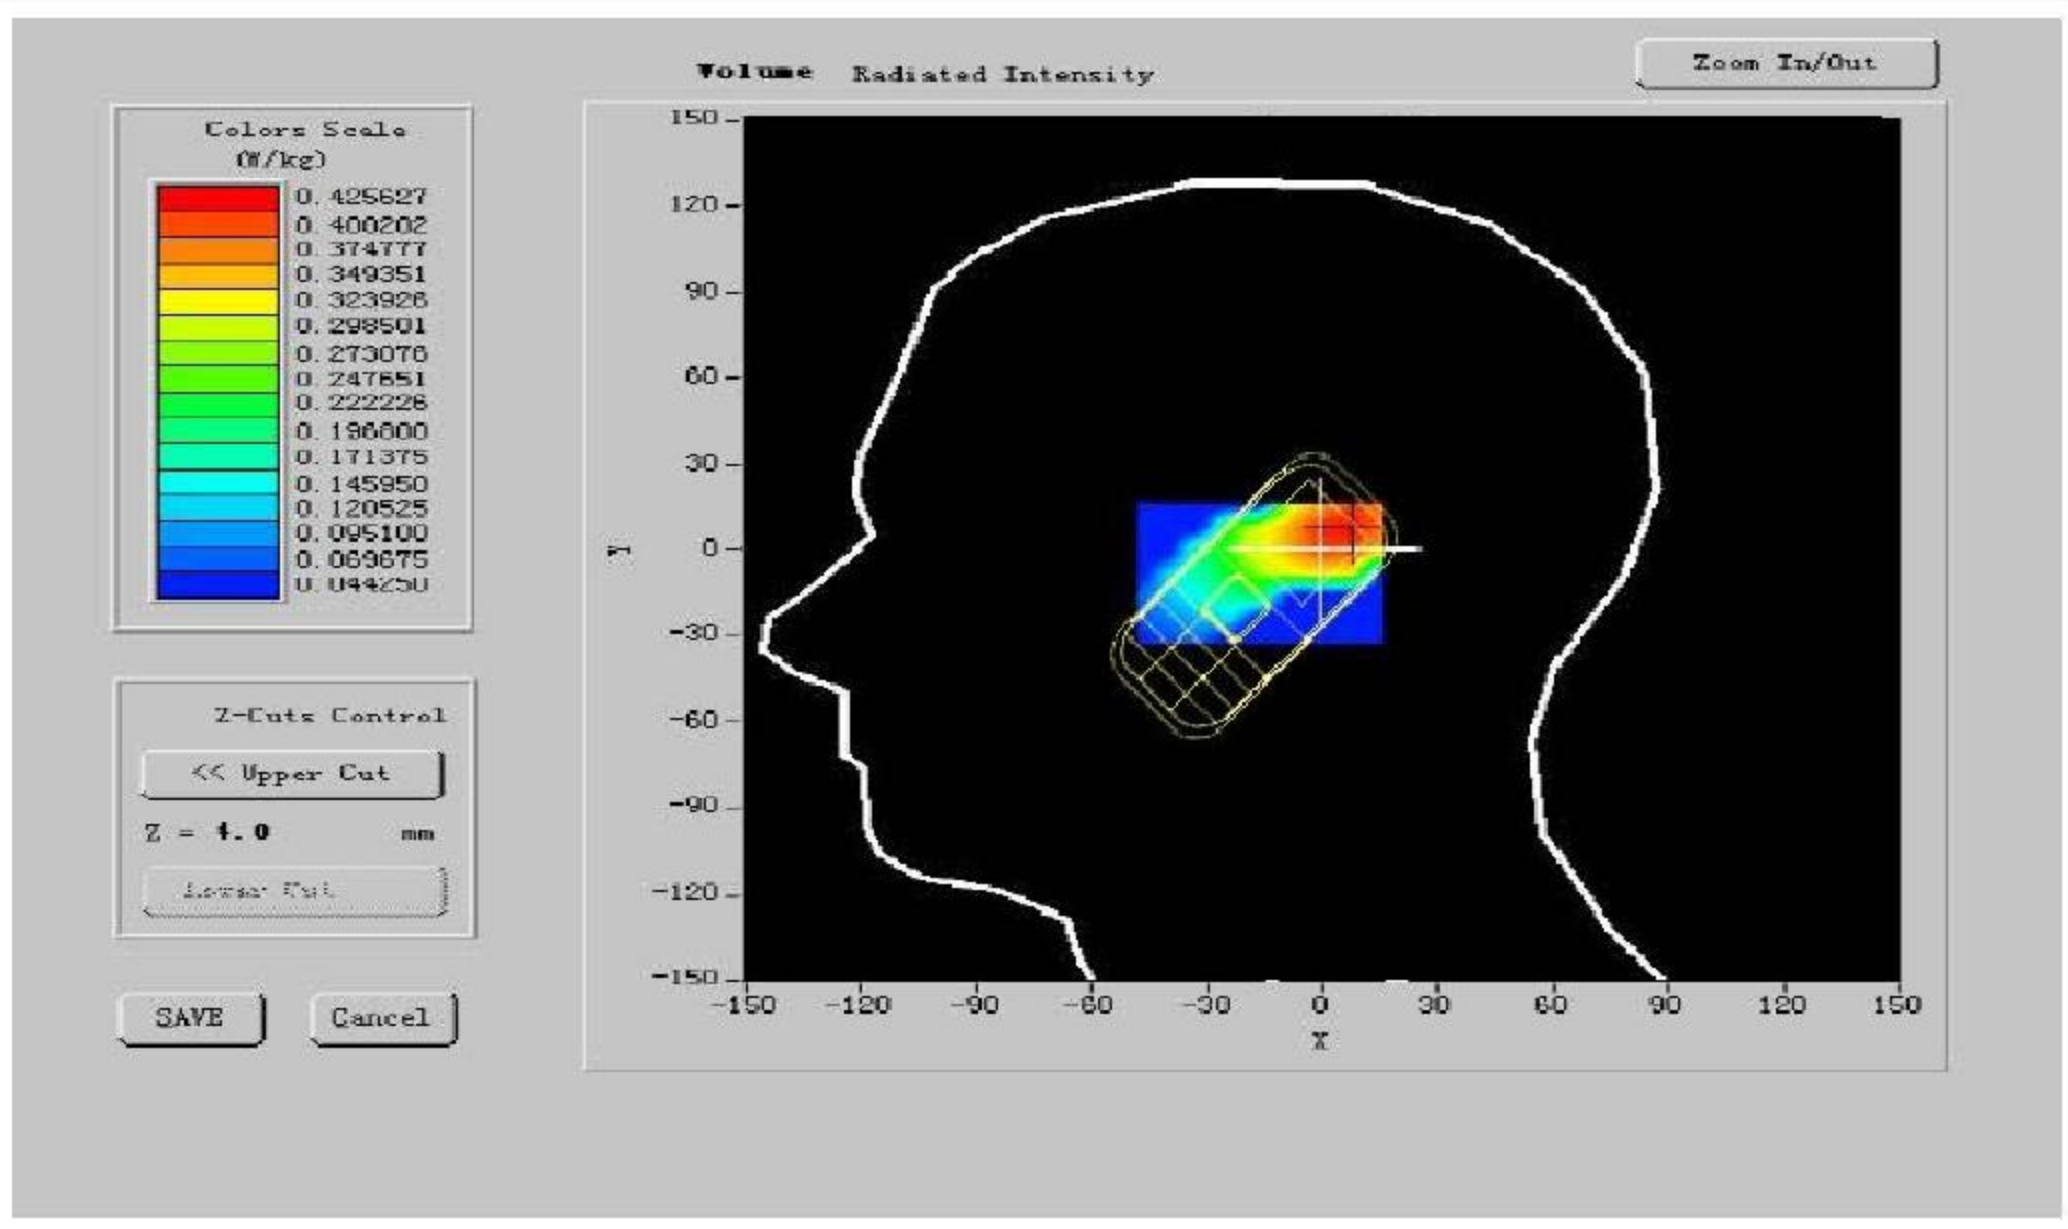 Volume Radiated Intensity
Zoom In/Out
Colors Scale
(W/kg)
0.425627
0.400202
0.374777
0.349351
0.323926
0.298501
0.273076
0.247651
0.222226
0.196800
0.171375
0.145950
0.120525
0.095100
0.069675
0.044250
Z-Cuts Control
<< Upper Cut
Z = 4.0 mm
Lower Cut
SAVE
Cancel
150
120
90
60
30
0
-30
-60
-90
-120
-150
Y
-150 -120 -90 -60 -30 0 30 60 90 120 150
X